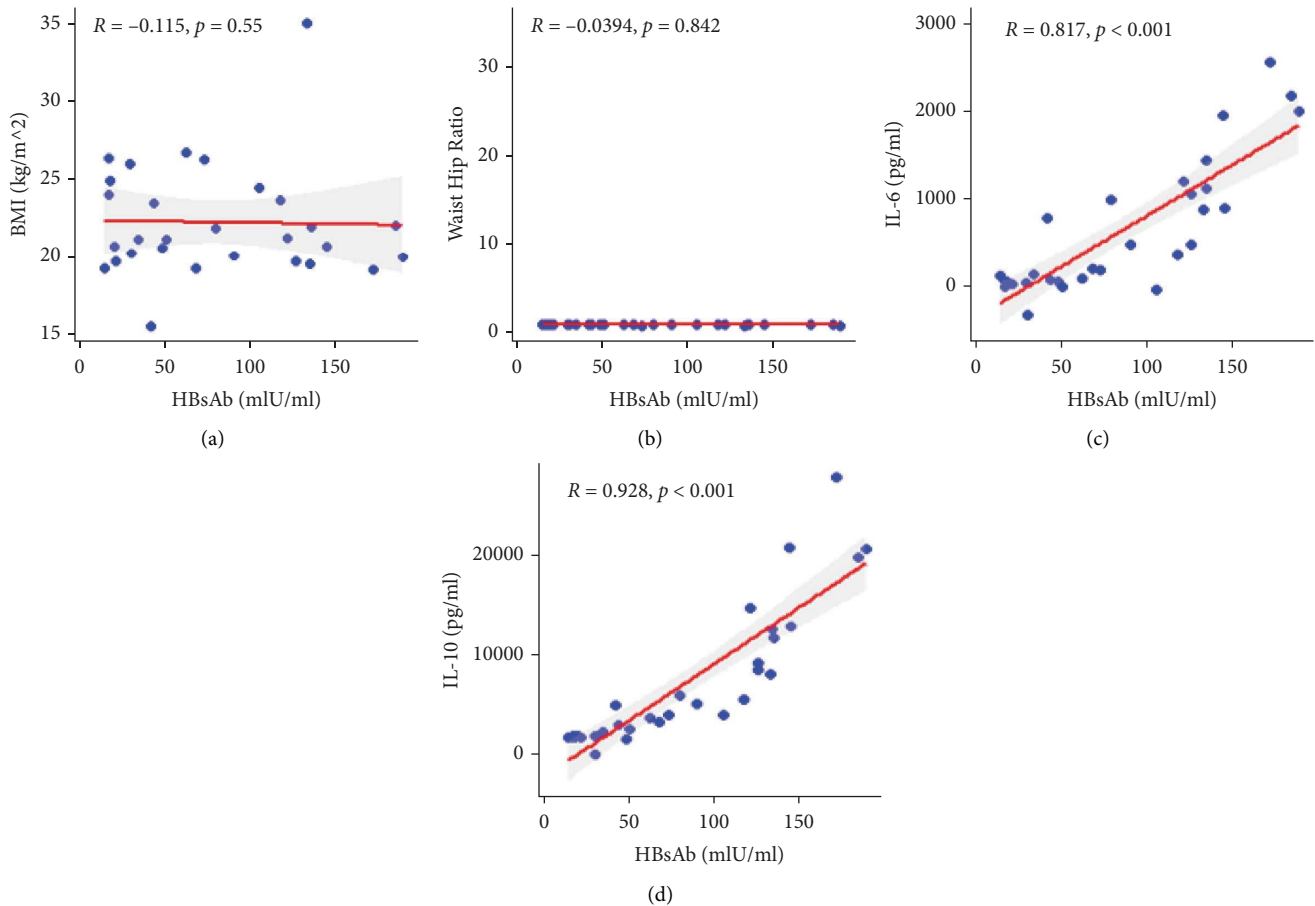 R = –0.115, p = 0.55
35
30
25
20
15
BMI (kg/m^2)
0
50
100
150
HBsAb (mlU/ml)
(a)
R = –0.0394, p = 0.842
30
20
10
0
Waist Hip Ratio
0
50
100
150
HBsAb (mlU/ml)
(b)
R = 0.817, p < 0.001
3000
2000
1000
0
IL-6 (pg/ml)
0
50
100
150
HBsAb (mlU/ml)
(c)
R = 0.928, p < 0.001
20000
10000
0
IL-10 (pg/ml)
0
50
100
150
HBsAb (mlU/ml)
(d)